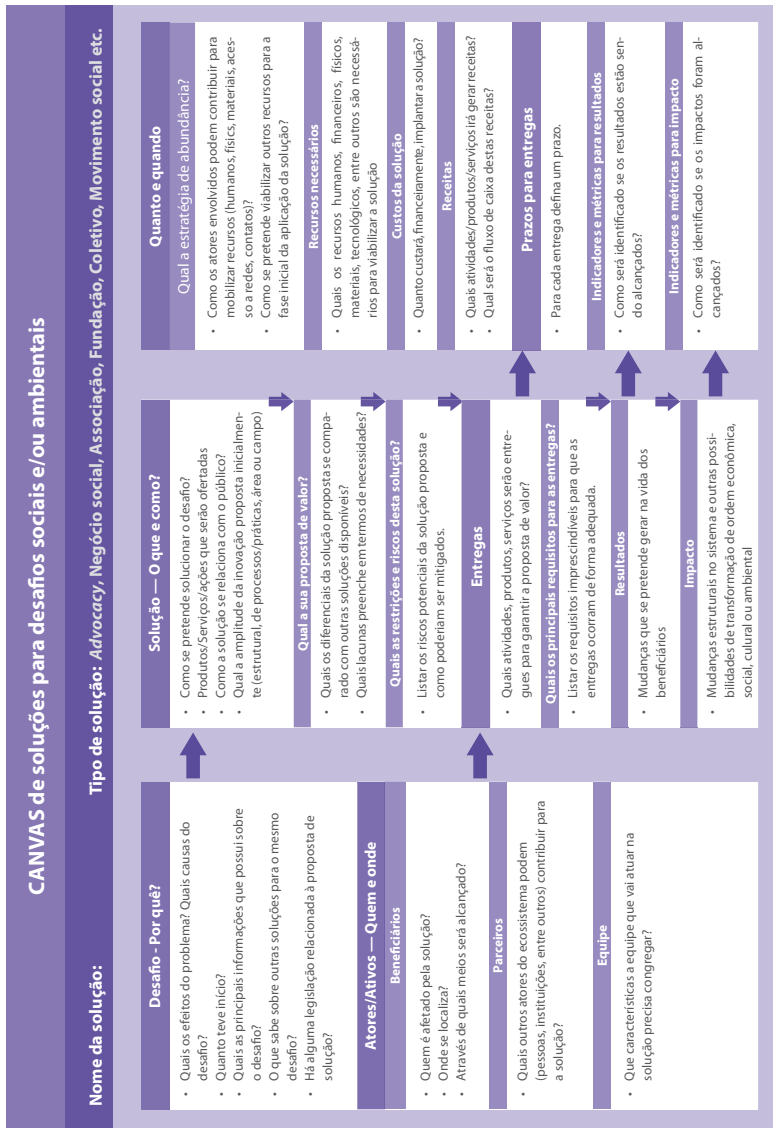 CANVAS de soluções para desafios sociais e/ou ambientais
Nome da solução:
Tipo de solução: Advocacy, Negócio social, Associação, Fundação, Coletivo, Movimento social etc.
Desafio - Por quê?
• Quais os efeitos do problema? Quais causas do
desafio?
• Quanto teve início?
• Quais as principais informações que possui sobre
o desafio?
• O que sabe sobre outras soluções para o mesmo
desafio?
• Há alguma legislação relacionada à proposta de
solução?
Atores/Ativos — Quem e onde
Beneficiários
• Quem é afetado pela solução?
• Onde se localiza?
• Através de quais meios será alcançado?
Parceiros
• Quais outros atores do ecossistema podem
(pessoas, instituições, entre outros) contribuir para
a solução?
Equipe
• Que características a equipe que vai atuar na
solução precisa congregar?
Solução — O que e como?
• Como se pretende solucionar o desafio?
• Produtos/Serviços/ações que serão ofertadas
• Como a solução se relaciona com o público?
• Qual a amplitude da inovação proposta inicialmen-
te (estrutural, de processos/práticas, área ou campo)
Qual a sua proposta de valor?
• Quais os diferenciais da solução proposta se compa-
rado com outras soluções disponíveis?
• Quais lacunas preenche em termos de necessidades?
Quais as restrições e riscos desta solução?
• Listar os riscos potenciais da solução proposta e
como poderiam ser mitigados.
Entregas
• Quais atividades, produtos, serviços serão entre-
gues para garantir a proposta de valor?
Quais os principais requisitos para as entregas?
• Listar os requisitos imprescindíveis para que as
entregas ocorram de forma adequada.
Resultados
• Mudanças que se pretende gerar na vida dos
beneficiários
Impacto
• Mudanças estruturais no sistema e outras possi-
bilidades de transformação de ordem econômica,
social, cultural ou ambiental
Quanto e quando
Qual a estratégia de abundância?
• Como os atores envolvidos podem contribuir para
mobilizar recursos (humanos, físics, materiais, aces-
so a redes, contatos)?
• Como se pretende viabilizar outros recursos para a
fase inicial da aplicação da solução?
Recursos necessários
• Quais os recursos humanos, financeiros, físicos,
materiais, tecnológicos, entre outros são necessá-
rios para viabilizar a solução
Custos da solução
• Quanto custará, financeiramente, implantar a solução?
Receitas
• Quais atividades/produtos/serviços irá gerar receitas?
• Qual será o fluxo de caixa destas receitas?
Prazos para entregas
• Para cada entrega defina um prazo.
Indicadores e métricas para resultados
• Como será identificado se os resultados estão sen-
do alcançados?
Indicadores e métricas para impacto
• Como será identificado se os impactos foram al-
cançados?